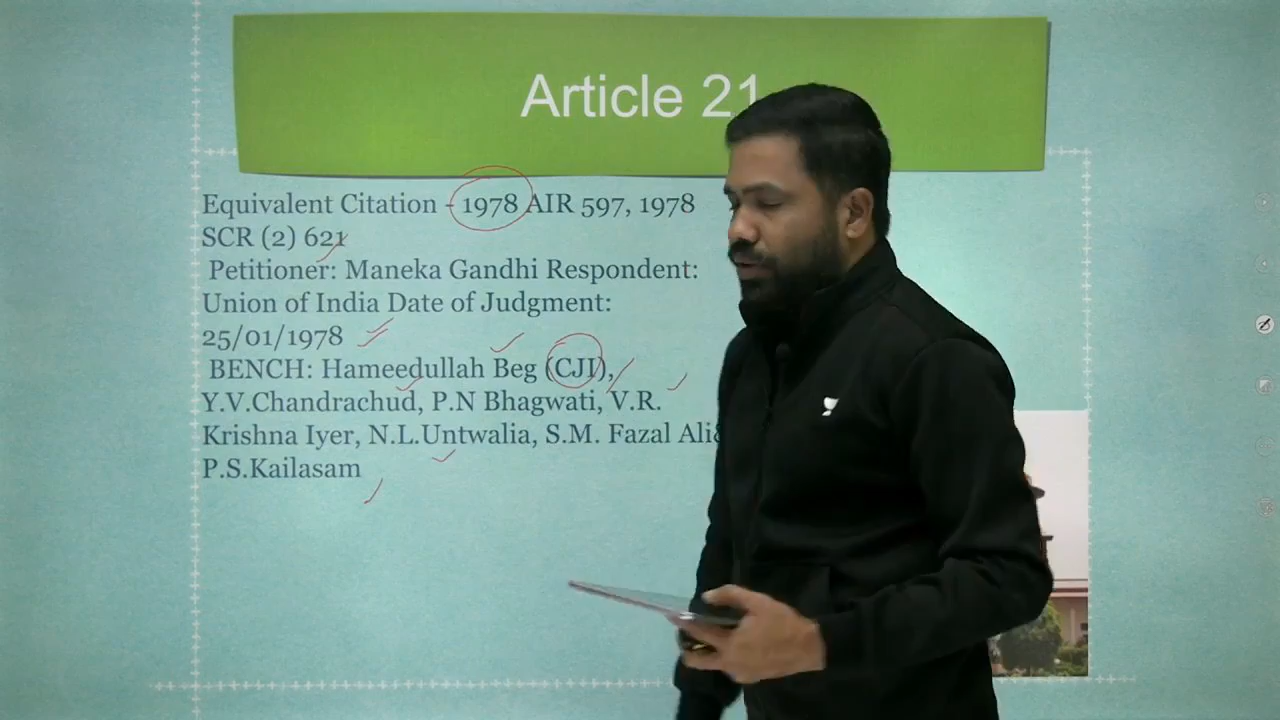 Article 21
Equivalent Citation - 1978 AIR 597, 1978
SCR (2) 621
Petitioner: Maneka Gandhi Respondent:
Union of India Date of Judgment:
25/01/1978
BENCH: Hameedullah Beg (CJI),
Y.V.Chandrachud, P.N Bhagwati, V.R.
Krishna Iyer, N.L.Untwalia, S.M. Fazal Ali&
P.S.Kailasam